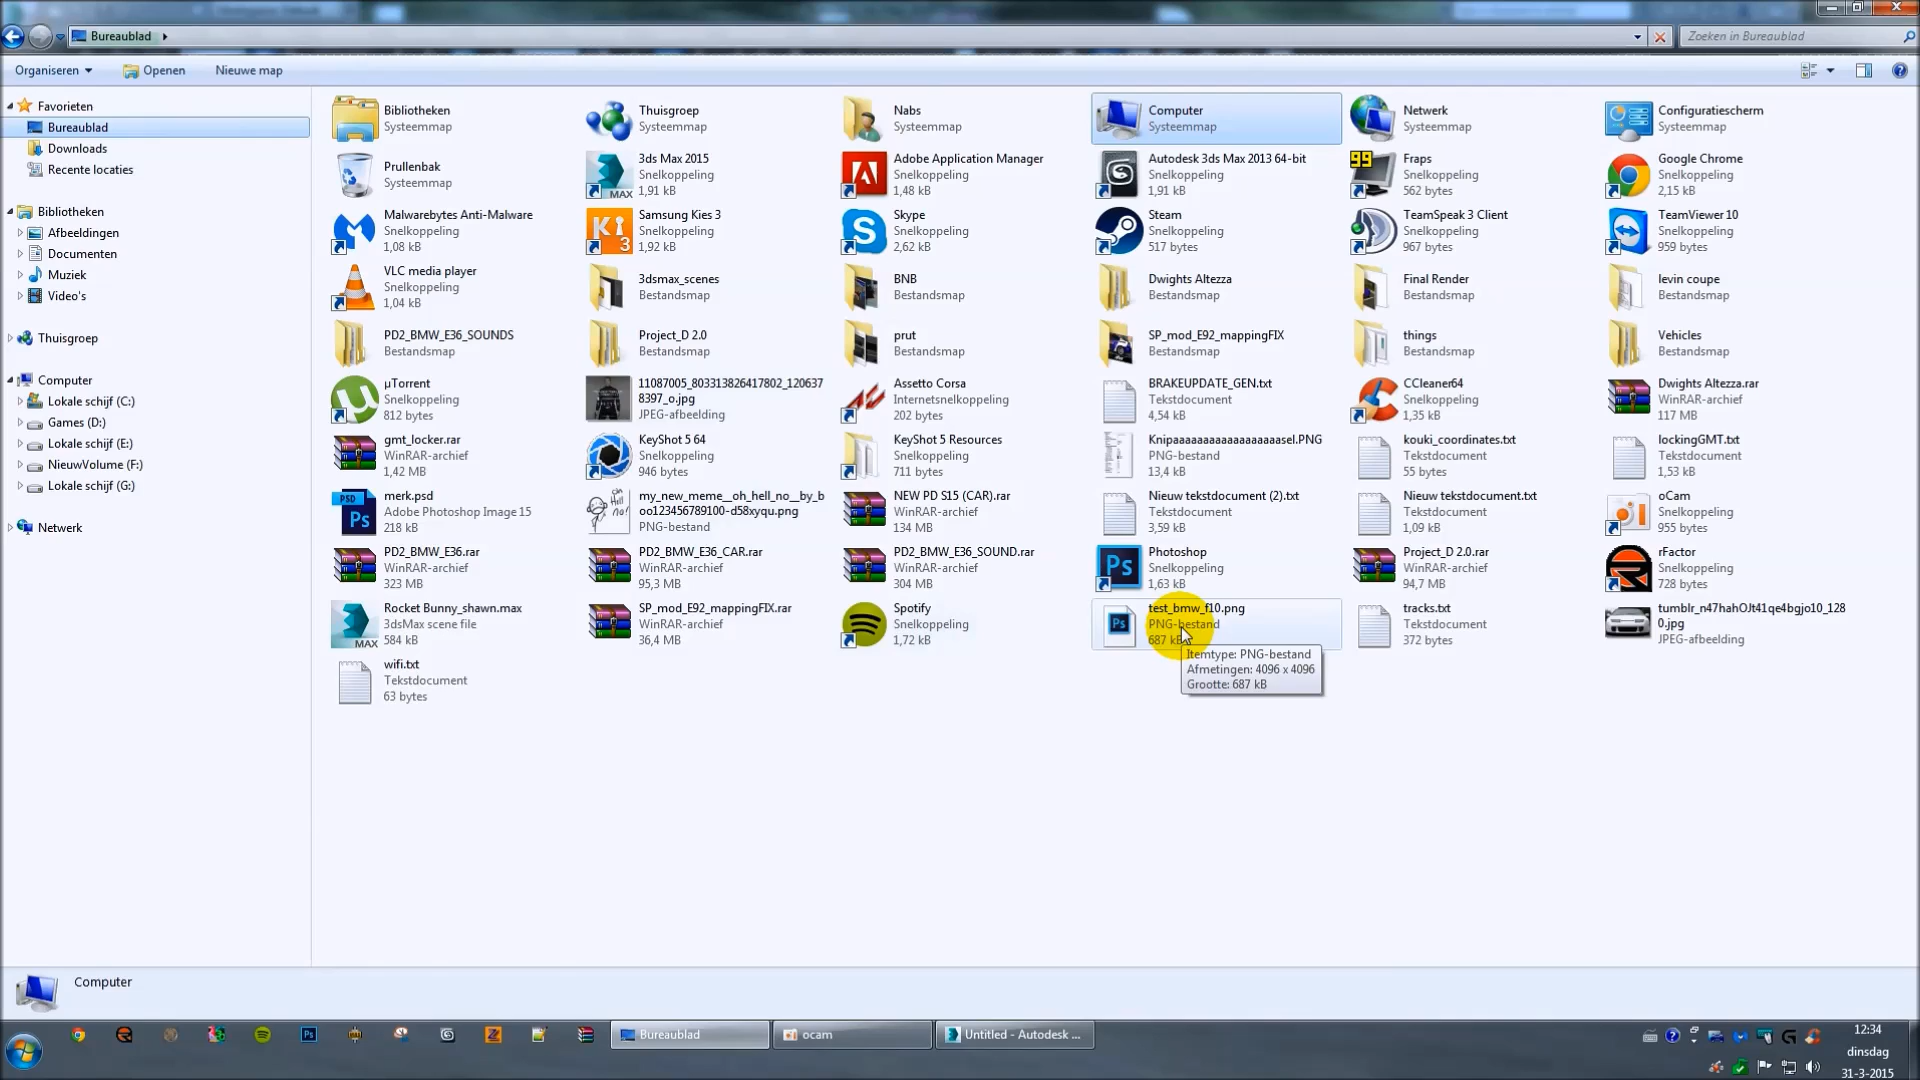 Bureaublad
Zoeken in Bureaublad
Organiseren
Openen
Nieuwe map
Favorieten
Bureaublad
Downloads
Recente locaties
Bibliotheken
Afbeeldingen
Documenten
Muziek
Video's
Thuisgroep
Computer
Lokale schijf (C:)
Games (D:)
Lokale schijf (E:)
NieuwVolume (F:)
Lokale schijf (G:)
Netwerk
Bibliotheken
Systeemmap
Thuisgroep
Systeemmap
Nabs
Systeemmap
Computer
Systeemmap
Netwerk
Systeemmap
Configuratiescherm
Systeemmap
Prullenbak
Systeemmap
3ds Max 2015
Snelkoppeling
1,91 kB
Adobe Application Manager
Snelkoppeling
1,48 kB
Autodesk 3ds Max 2013 64-bit
Snelkoppeling
1,91 kB
Fraps
Snelkoppeling
562 bytes
Google Chrome
Snelkoppeling
2,15 kB
Malwarebytes Anti-Malware
Snelkoppeling
1,08 kB
Samsung Kies 3
Snelkoppeling
1,92 kB
Skype
Snelkoppeling
2,62 kB
Steam
Snelkoppeling
517 bytes
TeamSpeak 3 Client
Snelkoppeling
967 bytes
TeamViewer 10
Snelkoppeling
959 bytes
VLC media player
Snelkoppeling
1,04 kB
3dsmax_scenes
Bestandsmap
BNB
Bestandsmap
Dwights Altezza
Bestandsmap
Final Render
Bestandsmap
levin coupe
Bestandsmap
PD2_BMW_E36_SOUNDS
Bestandsmap
Project_D 2.0
Bestandsmap
prut
Bestandsmap
SP_mod_E92_mappingFIX
Bestandsmap
things
Bestandsmap
Vehicles
Bestandsmap
µTorrent
Snelkoppeling
812 bytes
11087005_803313826417802_120637
8397_o.jpg
JPEG-afbeelding
Assetto Corsa
Internetsnelkoppeling
202 bytes
BRAKEUPDATE_GEN.txt
Tekstdocument
4,54 kB
CCleaner64
Snelkoppeling
1,35 kB
Dwights Altezza.rar
WinRAR-archief
117 MB
gmt_locker.rar
WinRAR-archief
1,42 MB
KeyShot 5 64
Snelkoppeling
946 bytes
KeyShot 5 Resources
Snelkoppeling
711 bytes
Knipaaaaaaaaaaaaaaaaaaasel.PNG
PNG-bestand
13,4 kB
kouki_coordinates.txt
Tekstdocument
55 bytes
lockingGMT.txt
Tekstdocument
1,53 kB
merk.psd
Adobe Photoshop Image 15
218 kB
my_new_meme__oh_hell_no__by_b
oo123456789100-d58xyqu.png
PNG-bestand
NEW PD S15 (CAR).rar
WinRAR-archief
134 MB
Nieuw tekstdocument (2).txt
Tekstdocument
3,59 kB
Nieuw tekstdocument.txt
Tekstdocument
1,09 kB
oCam
Snelkoppeling
955 bytes
PD2_BMW_E36.rar
WinRAR-archief
323 MB
PD2_BMW_E36_CAR.rar
WinRAR-archief
95,3 MB
PD2_BMW_E36_SOUND.rar
WinRAR-archief
304 MB
Photoshop
Snelkoppeling
1,63 kB
Project_D 2.0.rar
WinRAR-archief
94,7 MB
rFactor
Snelkoppeling
728 bytes
Rocket Bunny_shawn.max
3dsMax scene file
584 kB
SP_mod_E92_mappingFIX.rar
WinRAR-archief
36,4 MB
Spotify
Snelkoppeling
1,72 kB
test_bmw_f10.png
PNG-bestand
687 kB
tracks.txt
Tekstdocument
372 bytes
tumblr_n47hahOJt41qe4bgjo10_128
0.jpg
JPEG-afbeelding
wifi.txt
Tekstdocument
63 bytes
Itemtype: PNG-bestand
Afmetingen: 4096 x 4096
Grootte: 687 kB
Computer
Bureaublad
ocam
Untitled - Autodesk ...
12:34
dinsdag
31-3-2015